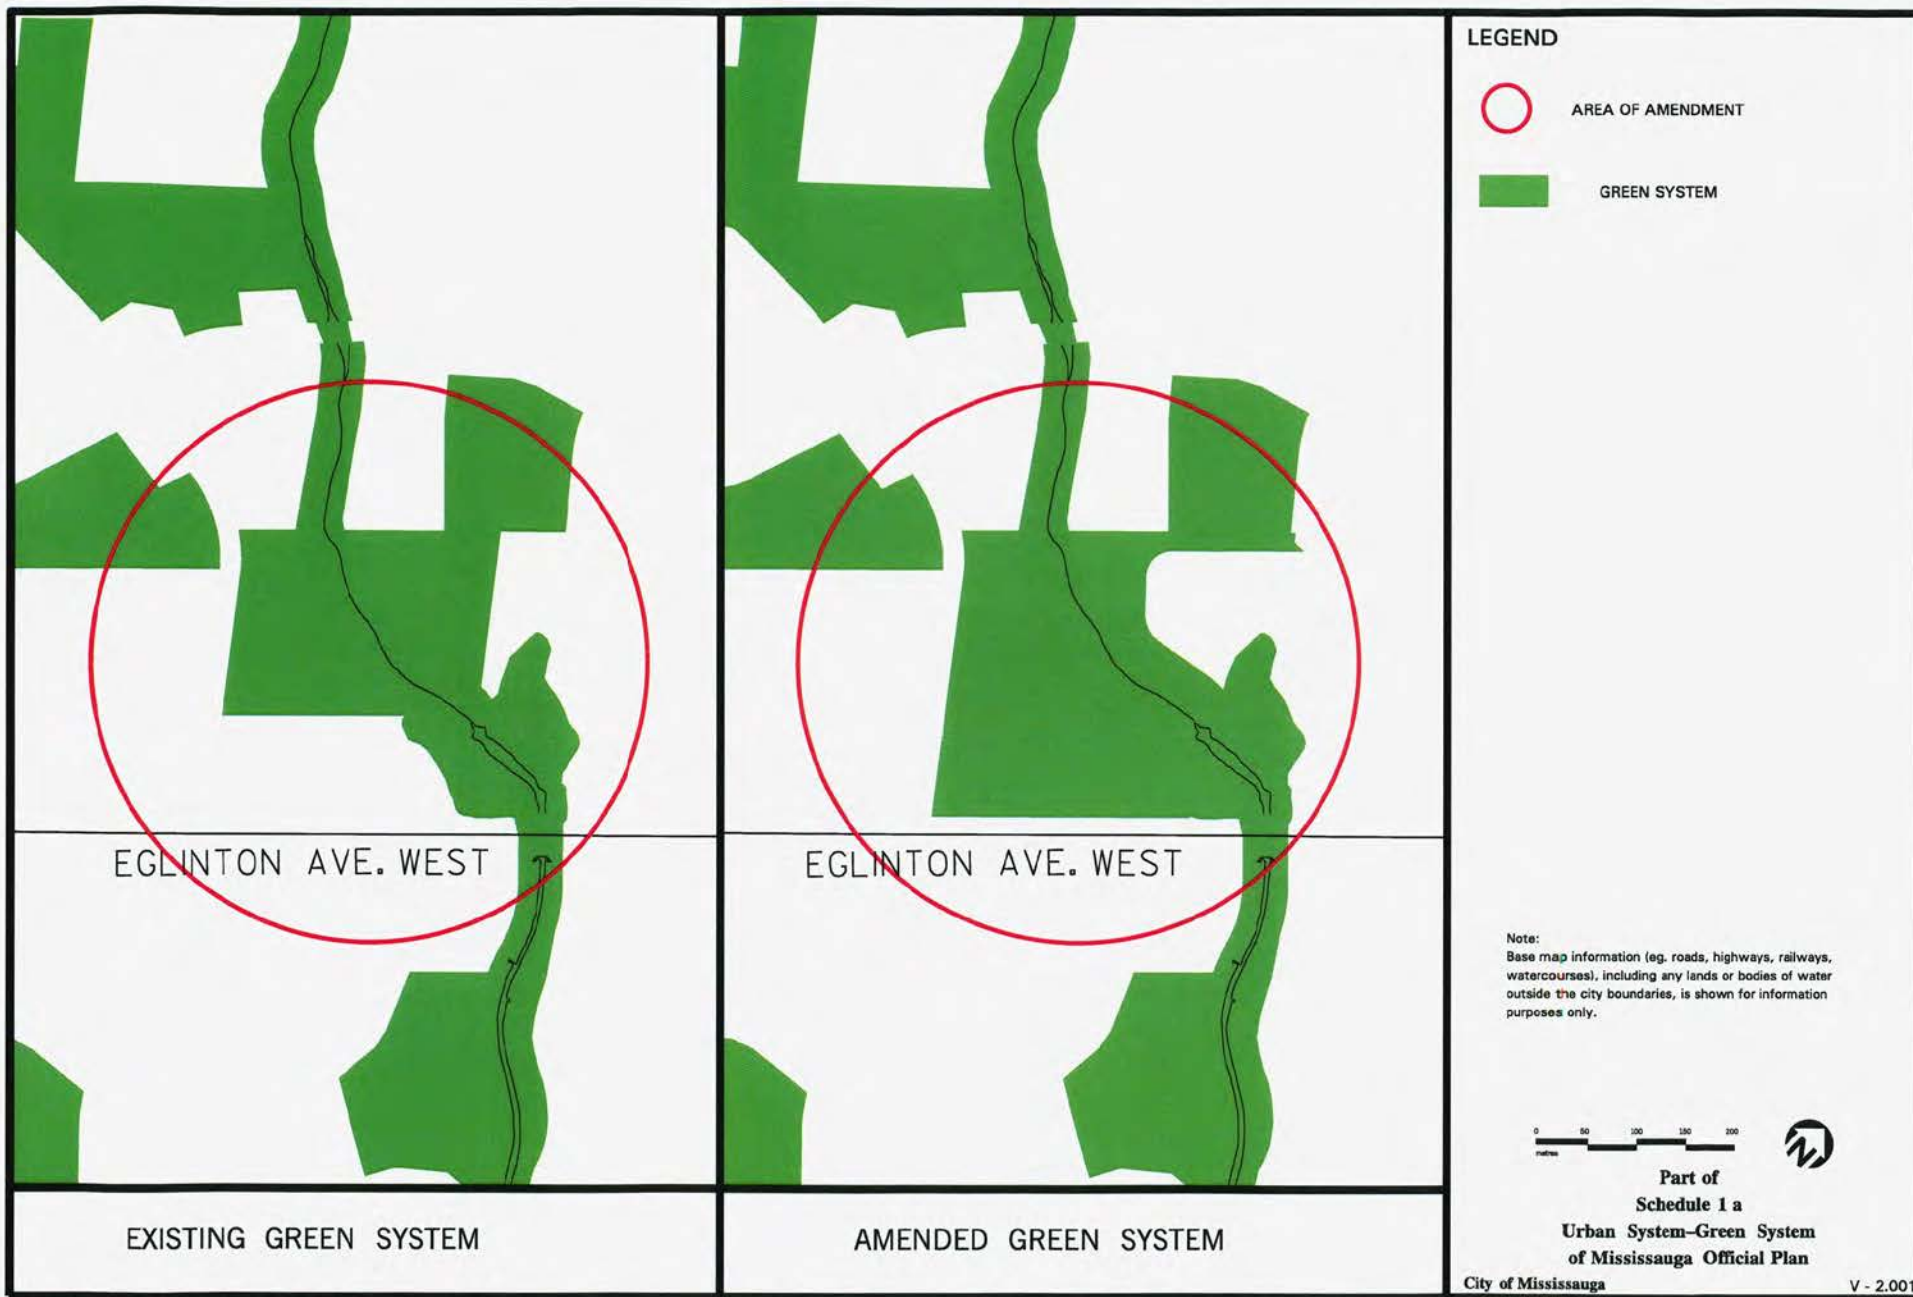 EGLINTON AVE. WEST
EXISTING GREEN SYSTEM
EGLINTON AVE. WEST
AMENDED GREEN SYSTEM
LEGEND
AREA OF AMENDMENT
GREEN SYSTEM
Note:
Base map information (eg. roads, highways, railways,
watercourses), including any lands or bodies of water
outside the city boundaries, is shown for information
purposes only.
0 50 100 150 200
metres
Part of
Schedule 1 a
Urban System–Green System
of Mississauga Official Plan
City of Mississauga
V - 2.001